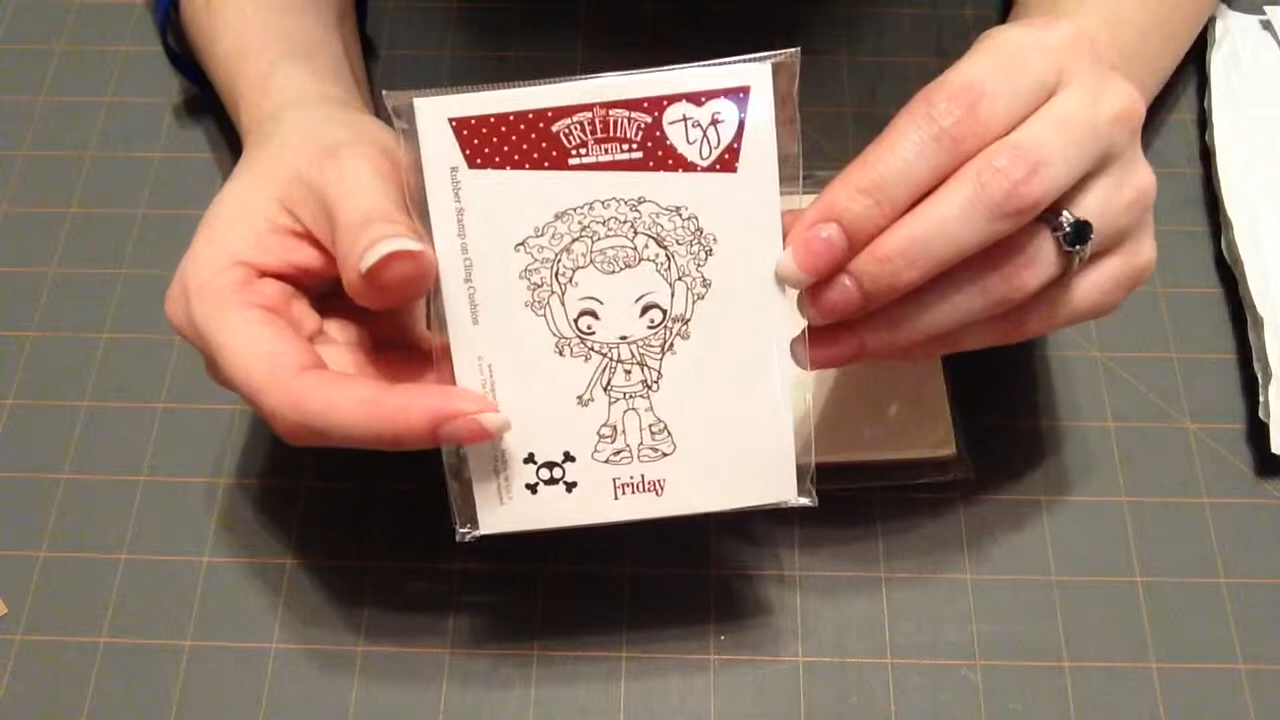 the
GREETING
farm
tgf
Rubber Stamp on Cling Cushion
Friday